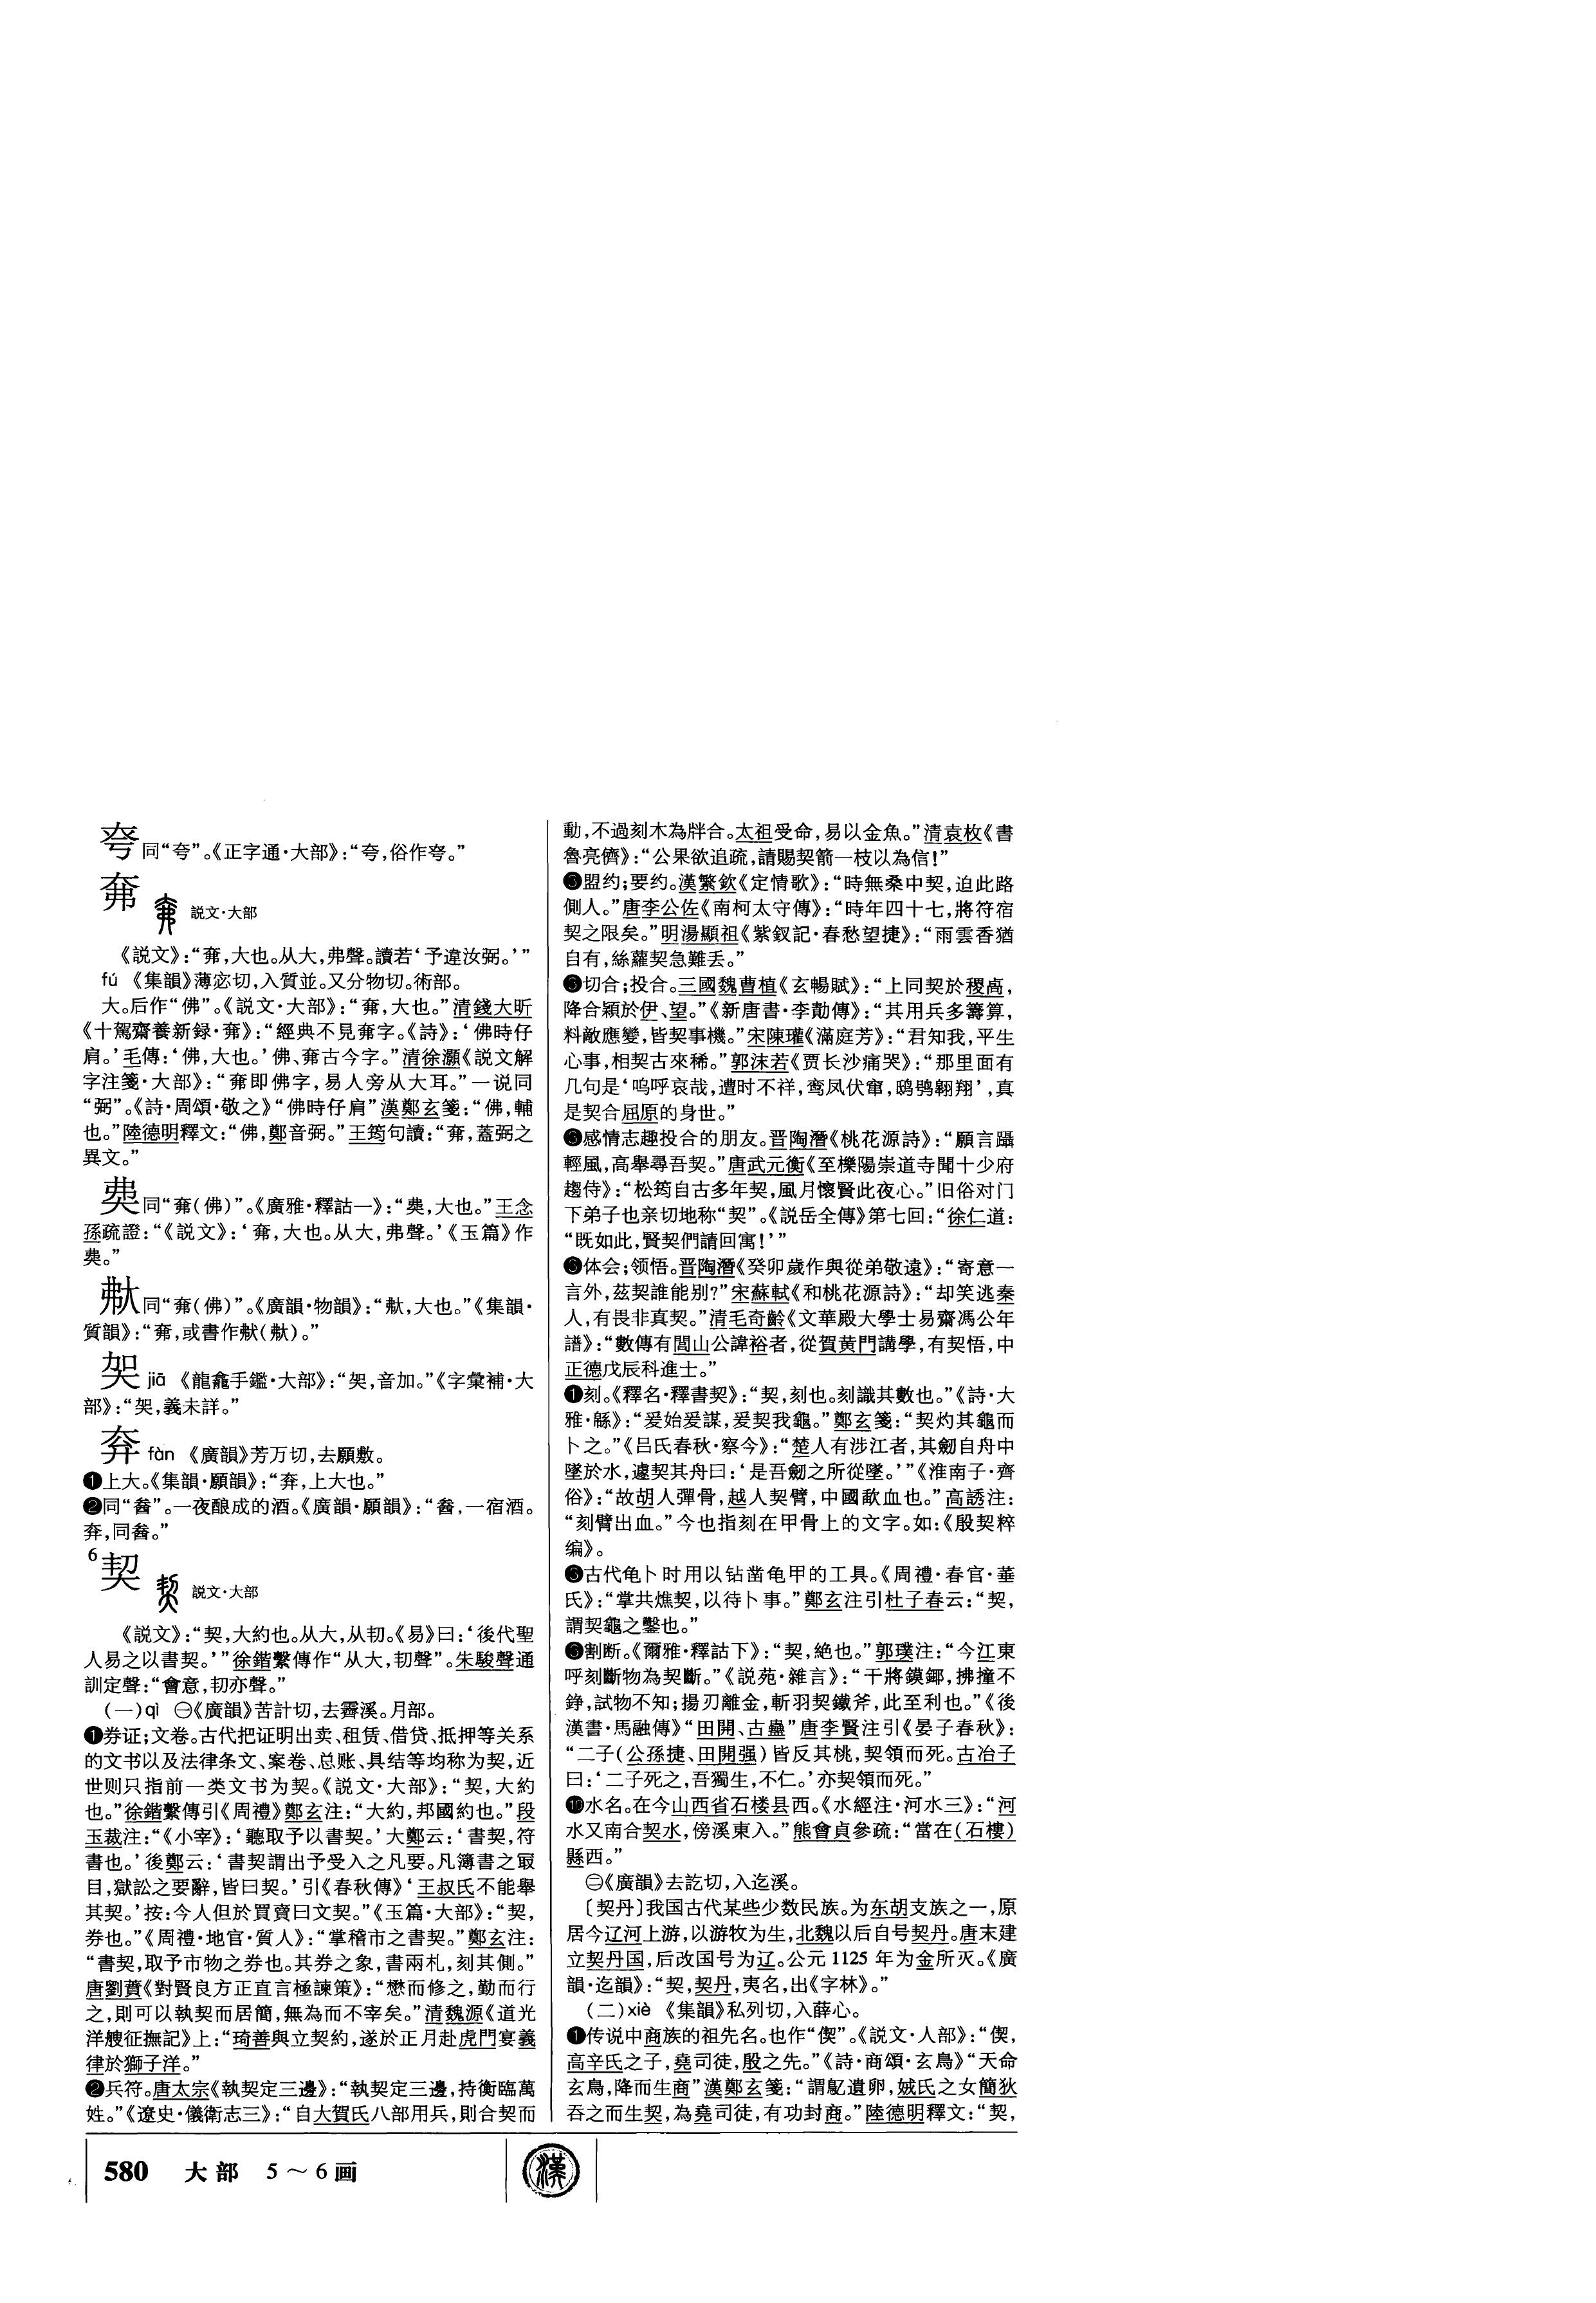 夸同“夸”。《正字通·大部》:“夸,俗作夸。”
奜 説文·大部
《説文》:“奜,大也。从大,弗聲。讀若‘予違汝弼。’”
fú 《集韻》薄宓切,入質並。又分物切。術部。
大。后作“佛”。《説文·大部》:“,大也。”清錢大昕
《十駕齋養新録·》:“經典不見字。《詩》:‘佛時仔
肩。’毛傳:‘佛,大也。’佛、古今字。”清徐灝《説文解
字注箋·大部》:“即佛字,易人旁从大耳。”一说同
“弼”。《詩·周頌·敬之》“佛時仔肩”漢鄭玄箋:“佛,輔
也。”陸德明釋文:“佛,鄭音弼。”王筠句讀:“,蓋弼之
異文。”
同“(佛)”。《廣雅·釋詁一》:“,大也。”王念
孫疏證:“《説文》:‘,大也。从大,弗聲。’《玉篇》作
。”
同“(佛)”。《廣韻·物韻》:“,大也。”《集韻·
質韻》:“,或書作()。”
jiā 《龍龕手鑑·大部》:“,音加。”《字彙補·大
部》:“,義未詳。”
fàn 《廣韻》芳万切,去願敷。
❶上大。《集韻·願韻》:“,上大也。”
❷同“”。一夜酿成的酒。《廣韻·願韻》:“,一宿酒。
,同。”
6契 説文·大部
《説文》:“契,大約也。从大,从㓞。《易》曰:‘後代聖
人易之以書契。’”徐鍇繫傳作“从大,㓞聲”。朱駿聲通
訓定聲:“會意,㓞亦聲。”
(一)qì ㊀《廣韻》苦計切,去霽溪。月部。
❶券证;文卷。古代把证明出卖、租赁、借贷、抵押等关系
的文书以及法律条文、案卷、总账、具结等均称为契,近
世则只指前一类文书为契。《説文·大部》:“契,大約
也。”徐鍇繫傳引《周禮》鄭玄注:“大約,邦國約也。”段
玉裁注:“《小宰》:‘聽取予以書契。’大鄭云:‘書契,符
書也。’後鄭云:‘書契謂出予受入之凡要。凡簿書之冣
目,獄訟之要辭,皆曰契。’引《春秋傳》‘王叔氏不能舉
其契。’按:今人但於買賣曰文契。”《玉篇·大部》:“契,
券也。”《周禮·地官·質人》:“掌稽市之書契。”鄭玄注:
“書契,取予市物之券也。其券之象,書兩札,刻其側。”
唐劉蕡《對賢良方正直言極諫策》:“懋而修之,勤而行
之,則可以執契而居簡,無為而不宰矣。”清魏源《道光
洋艘征撫記》上:“琦善與立契約,遂於正月赴虎門宴義
律於獅子洋。”
❷兵符。唐太宗《執契定三邊》:“執契定三邊,持衡臨萬
姓。”《遼史·儀衛志三》:“自大賀氏八部用兵,則合契而
動,不過刻木為牉合。太祖受命,易以金魚。”清袁枚《書
魯亮儕》:“公果欲追疏,請賜契箭一枝以為信!”
盟约;要约。漢繁欽《定情歌》:“時無桑中契,迫此路
側人。”唐李公佐《南柯太守傳》:“時年四十七,將符宿
契之限矣。”明湯顯祖《紫釵記·春愁望捷》:“雨雲香猶
自有,絲蘿契急難丢。”
切合;投合。三國魏曹植《玄暢賦》:“上同契於稷卨,
降合穎於伊、望。”《新唐書·李勣傳》:“其用兵多籌算,
料敵應變,皆契事機。”宋陳瓘《滿庭芳》:“君知我,平生
心事,相契古來稀。”郭沫若《贾长沙痛哭》:“那里面有
几句是‘呜呼哀哉,遭时不祥,鸾凤伏窜,鸱鸮翱翔’,真
是契合屈原的身世。”
感情志趣投合的朋友。晋陶潛《桃花源詩》:“願言躡
輕風,高舉尋吾契。”唐武元衡《至櫟陽崇道寺聞十少府
趨侍》:“松筠自古多年契,風月懷賢此夜心。”旧俗对门
下弟子也亲切地称“契”。《説岳全傳》第七回:“徐仁道:
“既如此,賢契們請回寓!’”
体会;领悟。晋陶潛《癸卯歲作與從弟敬遠》:“寄意一
言外,茲契誰能别?”宋蘇軾《和桃花源詩》:“却笑逃秦
人,有畏非真契。”清毛奇齡《文華殿大學士易齋馮公年
譜》:“數傳有閭山公諱裕者,從賀黄門講學,有契悟,中
正德戊辰科進士。”
❶刻。《釋名·釋書契》:“契,刻也。刻識其數也。”《詩·大
雅·緜》:“爰始爰謀,爰契我龜。”鄭玄箋:“契灼其龜而
卜之。”《吕氏春秋·察今》:“楚人有涉江者,其劒自舟中
墜於水,遽契其舟曰:‘是吾劒之所從墜。’”《淮南子·齊
俗》:“故胡人彈骨,越人契臂,中國歃血也。”高誘注:
“刻臂出血。”今也指刻在甲骨上的文字。如:《殷契粹
编》。
古代龟卜时用以钻凿龟甲的工具。《周禮·春官·菙
氏》:“掌共燋契,以待卜事。”鄭玄注引杜子春云:“契,
謂契龜之鑿也。”
割断。《爾雅·釋詁下》:“契,絶也。”郭璞注:“今江東
呼刻斷物為契斷。”《説苑·雜言》:“干將鏌鋣,拂撞不
錚,試物不知;揚刃離金,斬羽契鐵斧,此至利也。”《後
漢書·馬融傳》“田開、古蠱”唐李賢注引《晏子春秋》:
“二子(公孫捷、田開强)皆反其桃,契領而死。古冶子
曰:‘二子死之,吾獨生,不仁。’亦契領而死。”
❿水名。在今山西省石楼县西。《水經注·河水三》:“河
水又南合契水,傍溪東入。”熊會貞參疏:“當在(石樓)
縣西。”
㊁《廣韻》去訖切,入迄溪。
〔契丹〕我国古代某些少数民族。为东胡支族之一,原
居今辽河上游,以游牧为生,北魏以后自号契丹。唐末建
立契丹国,后改国号为辽。公元1125年为金所灭。《廣
韻·迄韻》:“契,契丹,夷名,出《字林》。”
(二)xiè 《集韻》私列切,入薛心。
❶传说中商族的祖先名。也作“偰”。《説文·人部》:“偰,
高辛氏之子,堯司徒,殷之先。”《詩·商頌·玄鳥》“天命
玄鳥,降而生商”漢鄭玄箋:“謂鳦遺卵,娀氏之女簡狄
吞之而生契,為堯司徒,有功封商。”陸德明釋文:“契,
580 大部 5～6画
漢